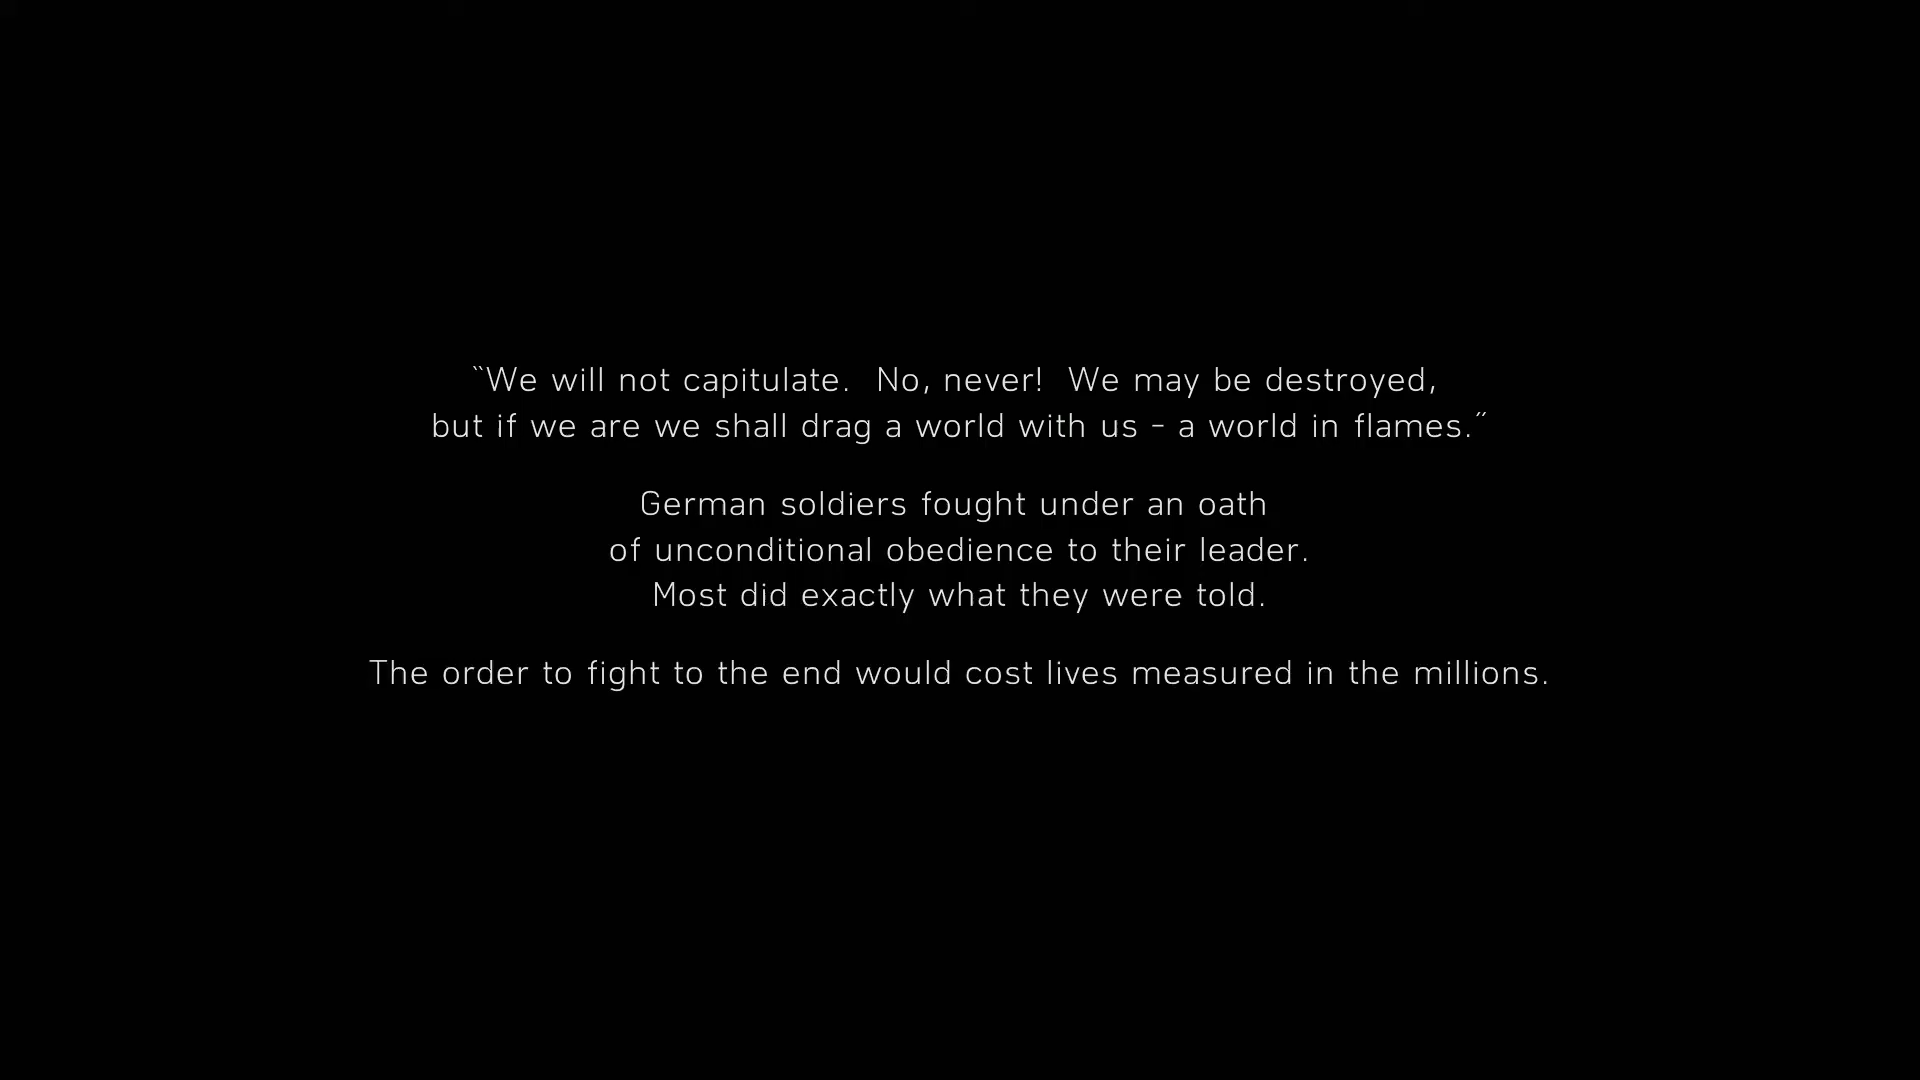 “We will not capitulate.  No, never!  We may be destroyed,
but if we are we shall drag a world with us - a world in flames.”
German soldiers fought under an oath
of unconditional obedience to their leader.
Most did exactly what they were told.
The order to fight to the end would cost lives measured in the millions.